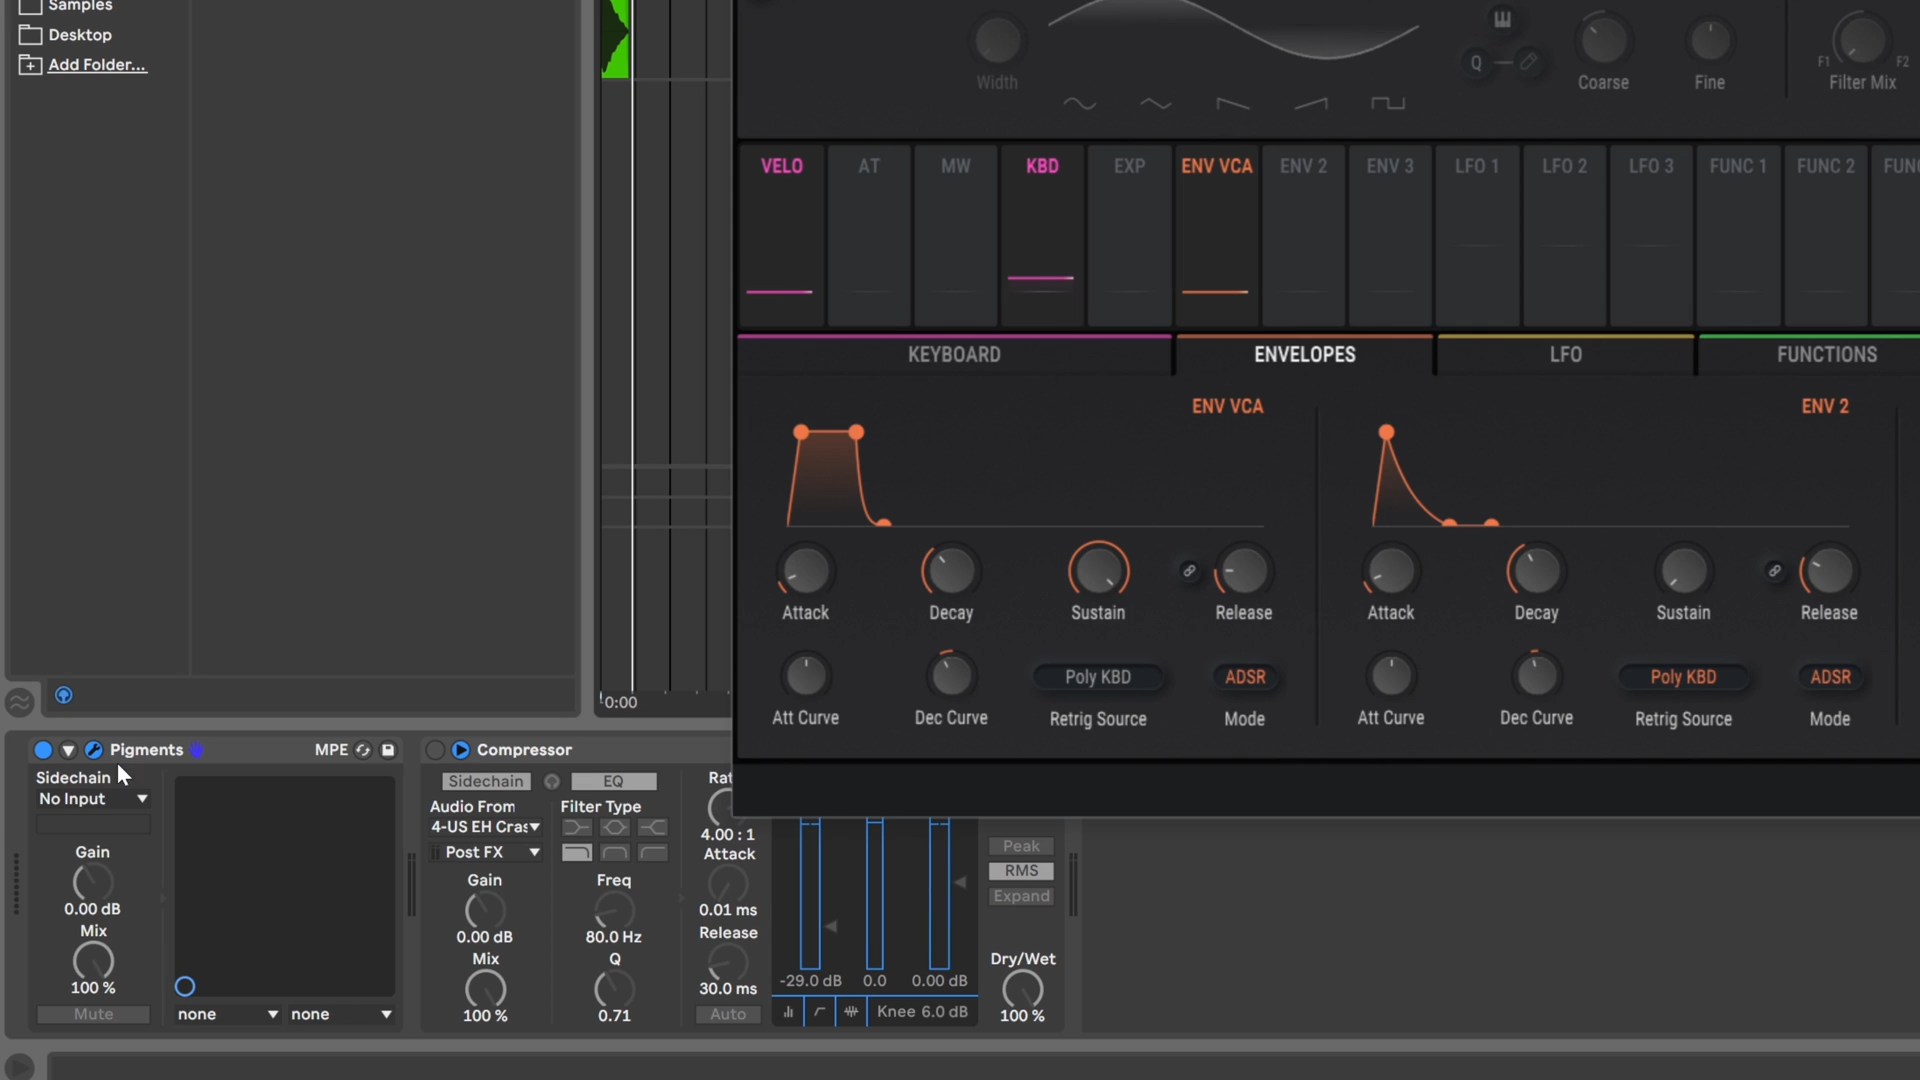 Samples
Desktop
Add Folder...
Width
Q
Coarse
Fine
F1
F2
Filter Mix
VELO
AT
MW
KBD
EXP
ENV VCA
ENV 2
ENV 3
LFO 1
LFO 2
LFO 3
FUNC 1
FUNC 2
KEYBOARD
ENVELOPES
LFO
FUNCTIONS
ENV VCA
ENV 2
Attack
Decay
Sustain
Release
Attack
Decay
Sustain
Release
Poly KBD
ADSR
Poly KBD
ADSR
Att Curve
Dec Curve
Retrig Source
Mode
Att Curve
Dec Curve
Retrig Source
Mode
0:00
Pigments
MPE
Sidechain
No Input
Gain
0.00 dB
Mix
100 %
Mute
none
none
Compressor
Sidechain
EQ
Audio From
Filter Type
4-US EH Cras
Post FX
Gain
Freq
0.00 dB
80.0 Hz
Mix
Q
100 %
0.71
Rat
4.00 : 1
Attack
0.01 ms
Release
30.0 ms
Auto
-29.0 dB
0.0
0.00 dB
Knee 6.0 dB
Peak
RMS
Expand
Dry/Wet
100 %